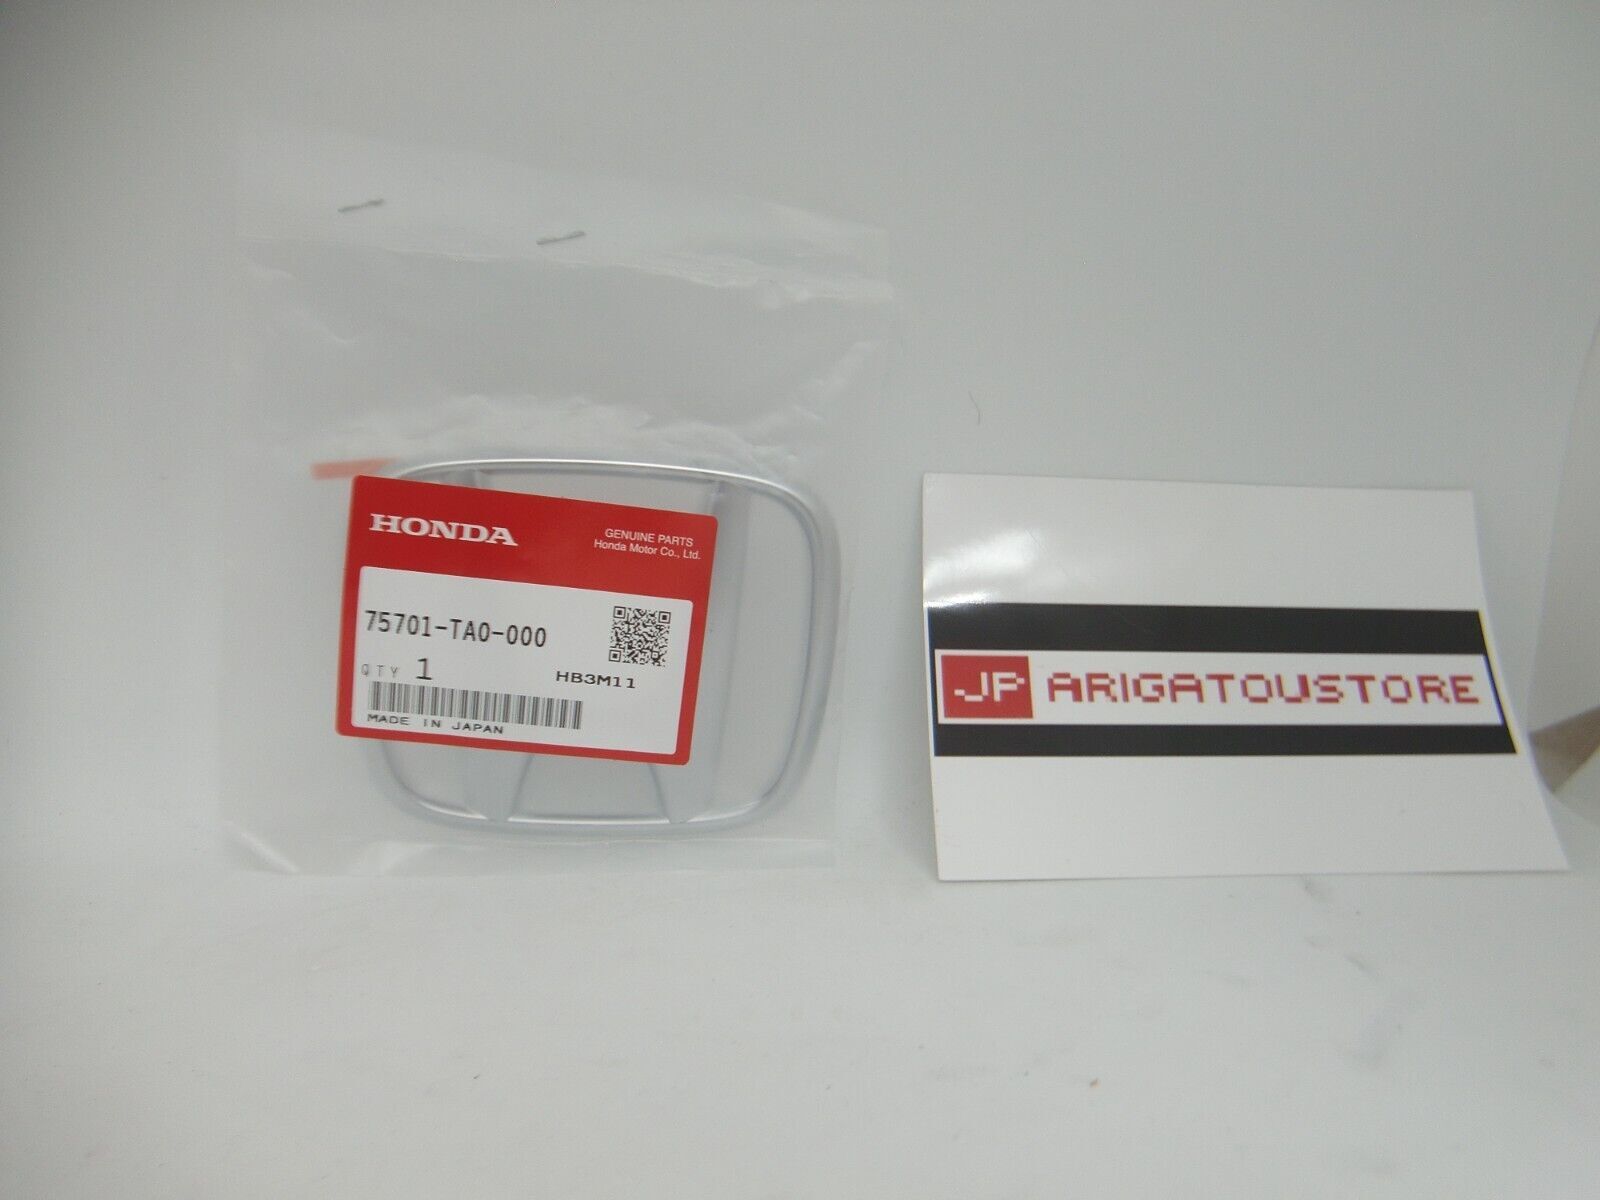 HONDA
GENUINE PARTS
Honda Motor Co., Ltd.
75701-TA0-000
QTY 1
HB3M11
MADE IN JAPAN
JP ARIGATOUSTORE